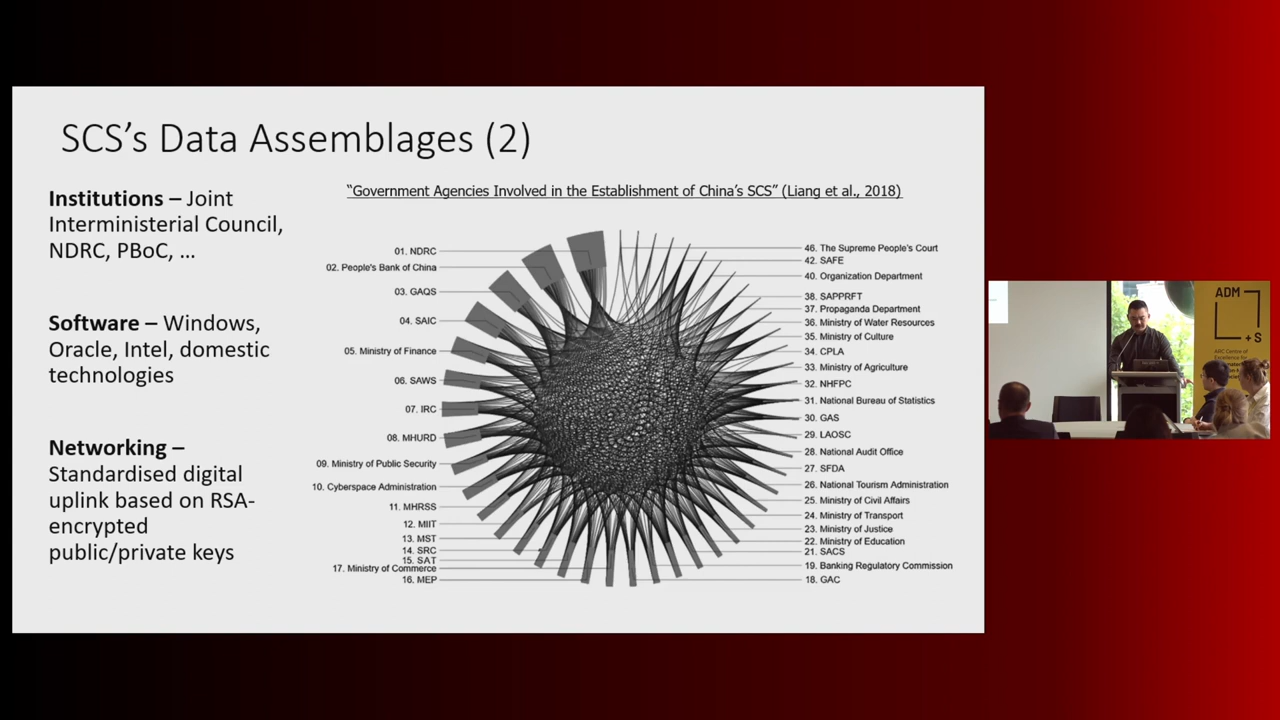 SCS's Data Assemblages (2)
Institutions – Joint
Interministerial Council,
NDRC, PBoC, …
Software – Windows,
Oracle, Intel, domestic
technologies
Networking –
Standardised digital
uplink based on RSA-
encrypted
public/private keys
"Government Agencies Involved in the Establishment of China's SCS" (Liang et al., 2018)
01. NDRC
02. People's Bank of China
03. GAQS
04. SAIC
05. Ministry of Finance
06. SAWS
07. IRC
08. MHURD
09. Ministry of Public Security
10. Cyberspace Administration
11. MHRSS
12. MIIT
13. MST
14. SRC
15. SAT
17. Ministry of Commerce
16. MEP
46. The Supreme People's Court
42. SAFE
40. Organization Department
38. SAPPRFT
37. Propaganda Department
36. Ministry of Water Resources
35. Ministry of Culture
34. CPLA
33. Ministry of Agriculture
32. NHFPC
31. National Bureau of Statistics
30. GAS
29. LAOSC
28. National Audit Office
27. SFDA
26. National Tourism Administration
25. Ministry of Civil Affairs
24. Ministry of Transport
23. Ministry of Justice
22. Ministry of Education
21. SACS
19. Banking Regulatory Commission
18. GAC
ADM
+S
ARC Centre of
Excellence for